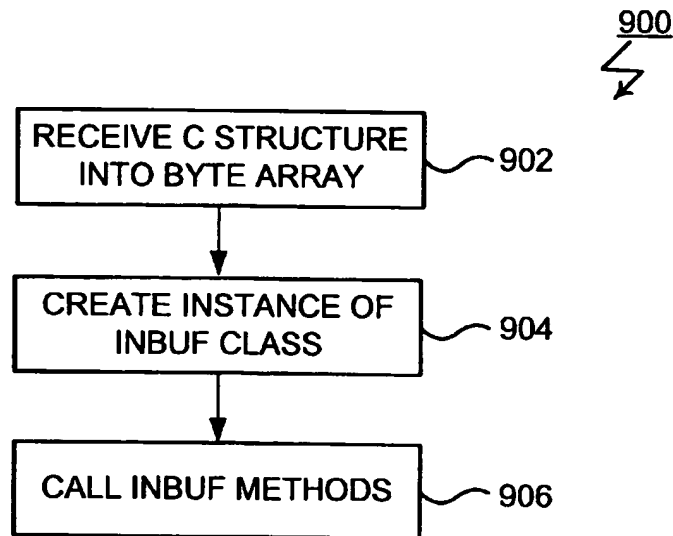 900
RECEIVE C STRUCTURE
INTO BYTE ARRAY
902
CREATE INSTANCE OF
INBUF CLASS
904
CALL INBUF METHODS
906